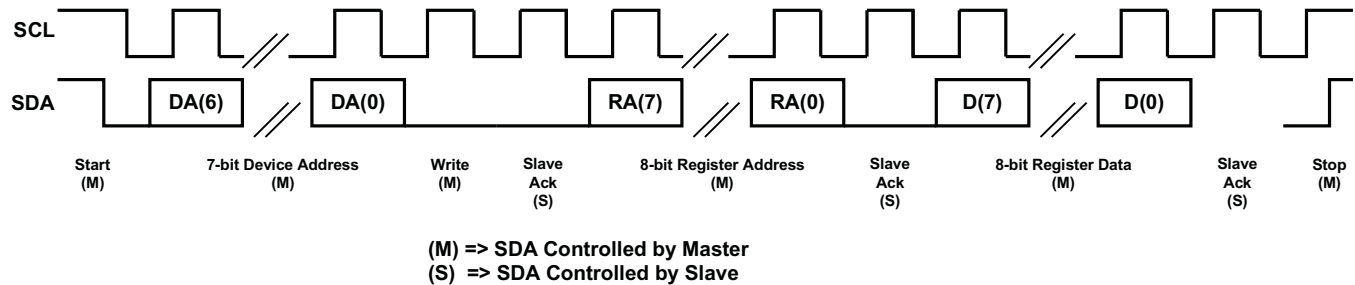 SCL
SDA
DA(6)
DA(0)
RA(7)
RA(0)
D(7)
D(0)
Start
(M)
7-bit Device Address
(M)
Write
(M)
Slave
Ack
(S)
8-bit Register Address
(M)
Slave
Ack
(S)
8-bit Register Data
(M)
Slave
Ack
(S)
Stop
(M)
(M) => SDA Controlled by Master
(S) => SDA Controlled by Slave